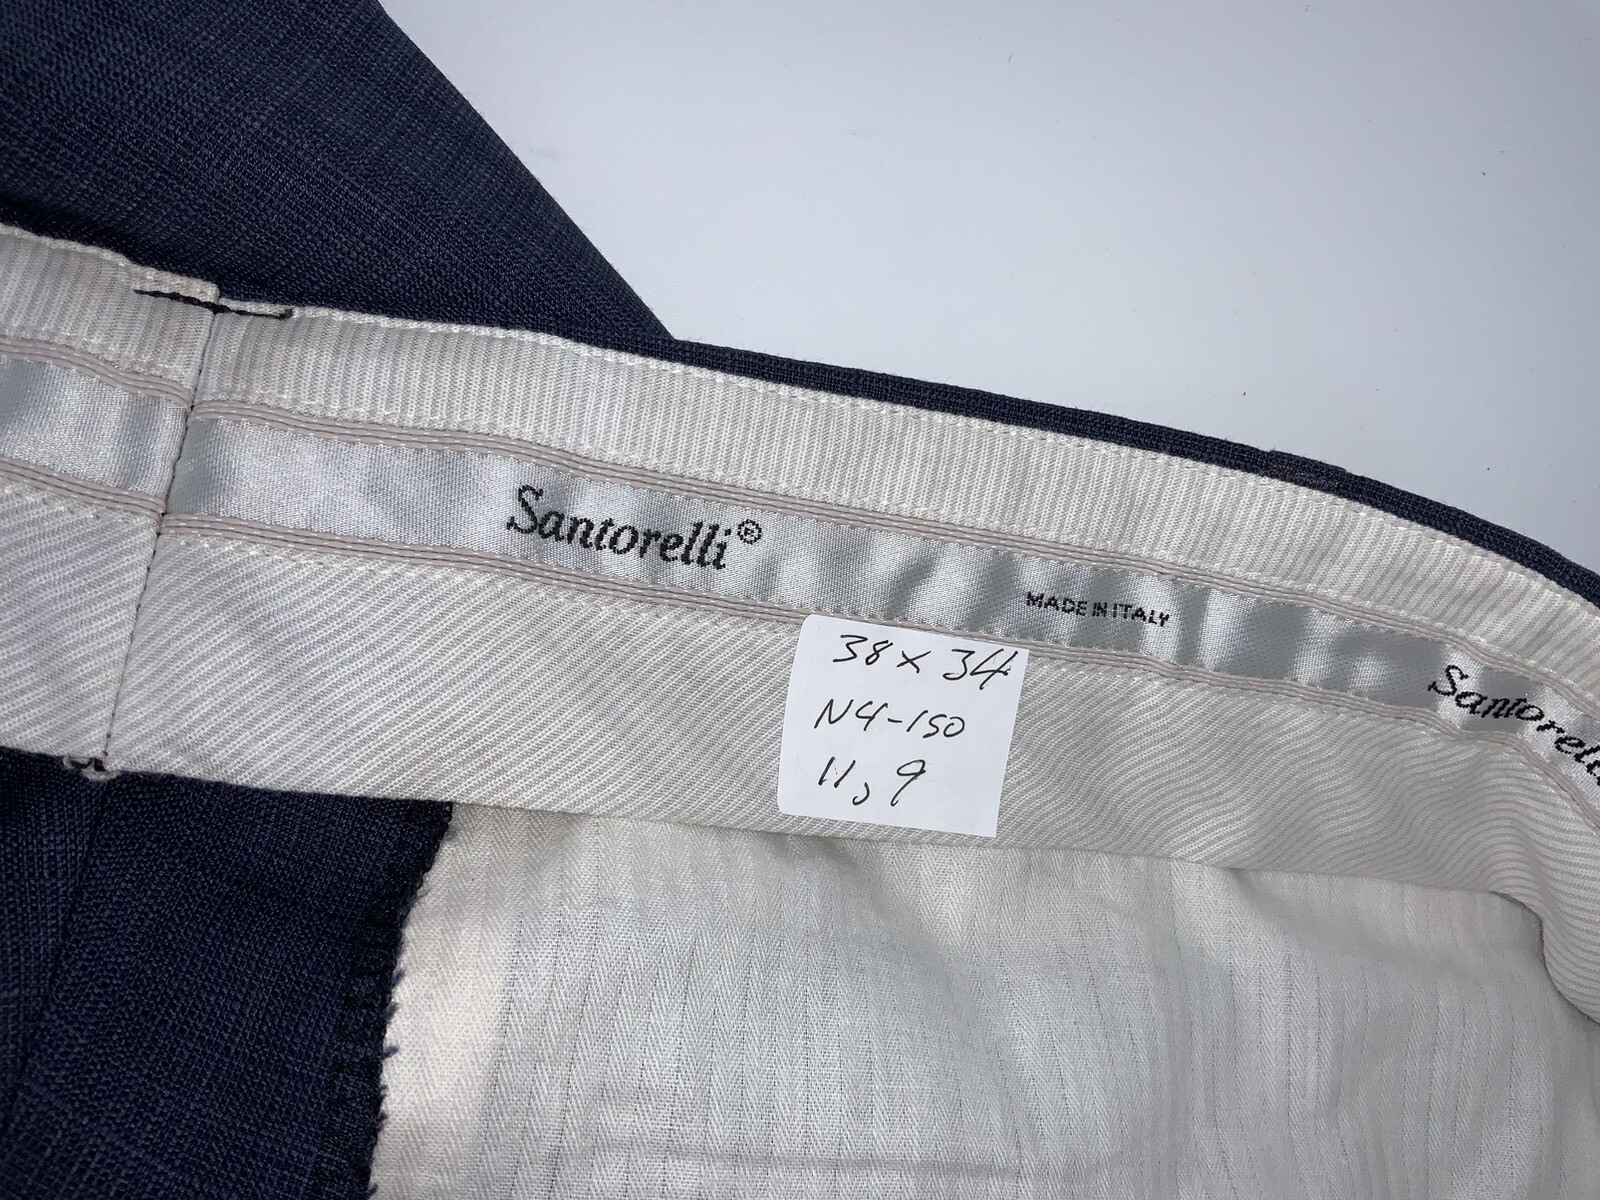 Santorelli®
MADE IN ITALY
Santorelli
38 x 34
N4-150
11, 9